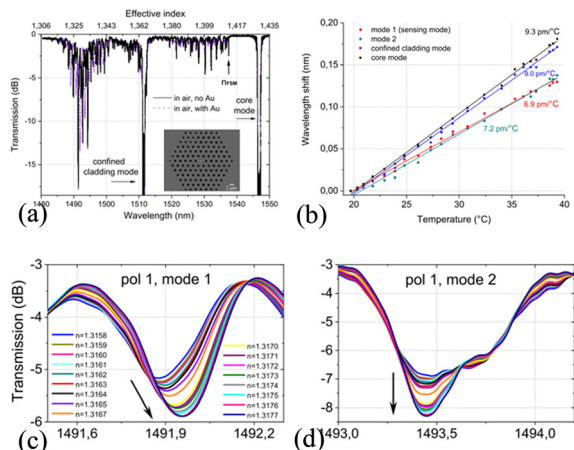 Effective index
1,306 1,325 1,344 1,362 1,380 1,399 1,417 1,435
0
-5
-10
-15
Transmission (dB)
nFSM
in air, no Au
in air, with Au
core
mode
confined
cladding mode
1480 1490 1500 1510 1520 1530 1540 1550
Wavelength (nm)
(a)
0,20
0,15
0,10
0,05
0,00
Wavelength shift (nm)
mode 1 (sensing mode)
mode 2
confined cladding mode
core mode
9.3 pm/°C
9.0 pm/°C
6.9 pm/°C
7.2 pm/°C
20 25 30 35 40
Temperature (°C)
(b)
-3
-4
-5
-6
Transmission (dB)
pol 1, mode 1
n=1.3158
n=1.3159
n=1.3160
n=1.3161
n=1.3162
n=1.3163
n=1.3164
n=1.3165
n=1.3167
n=1.3170
n=1.3171
n=1.3172
n=1.3173
n=1.3174
n=1.3175
n=1.3176
n=1.3177
1491,6 1491,9 1492,2
(c)
-3
-4
-5
-6
-7
-8
pol 1, mode 2
1493,0 1493,5 1494,0
(d)